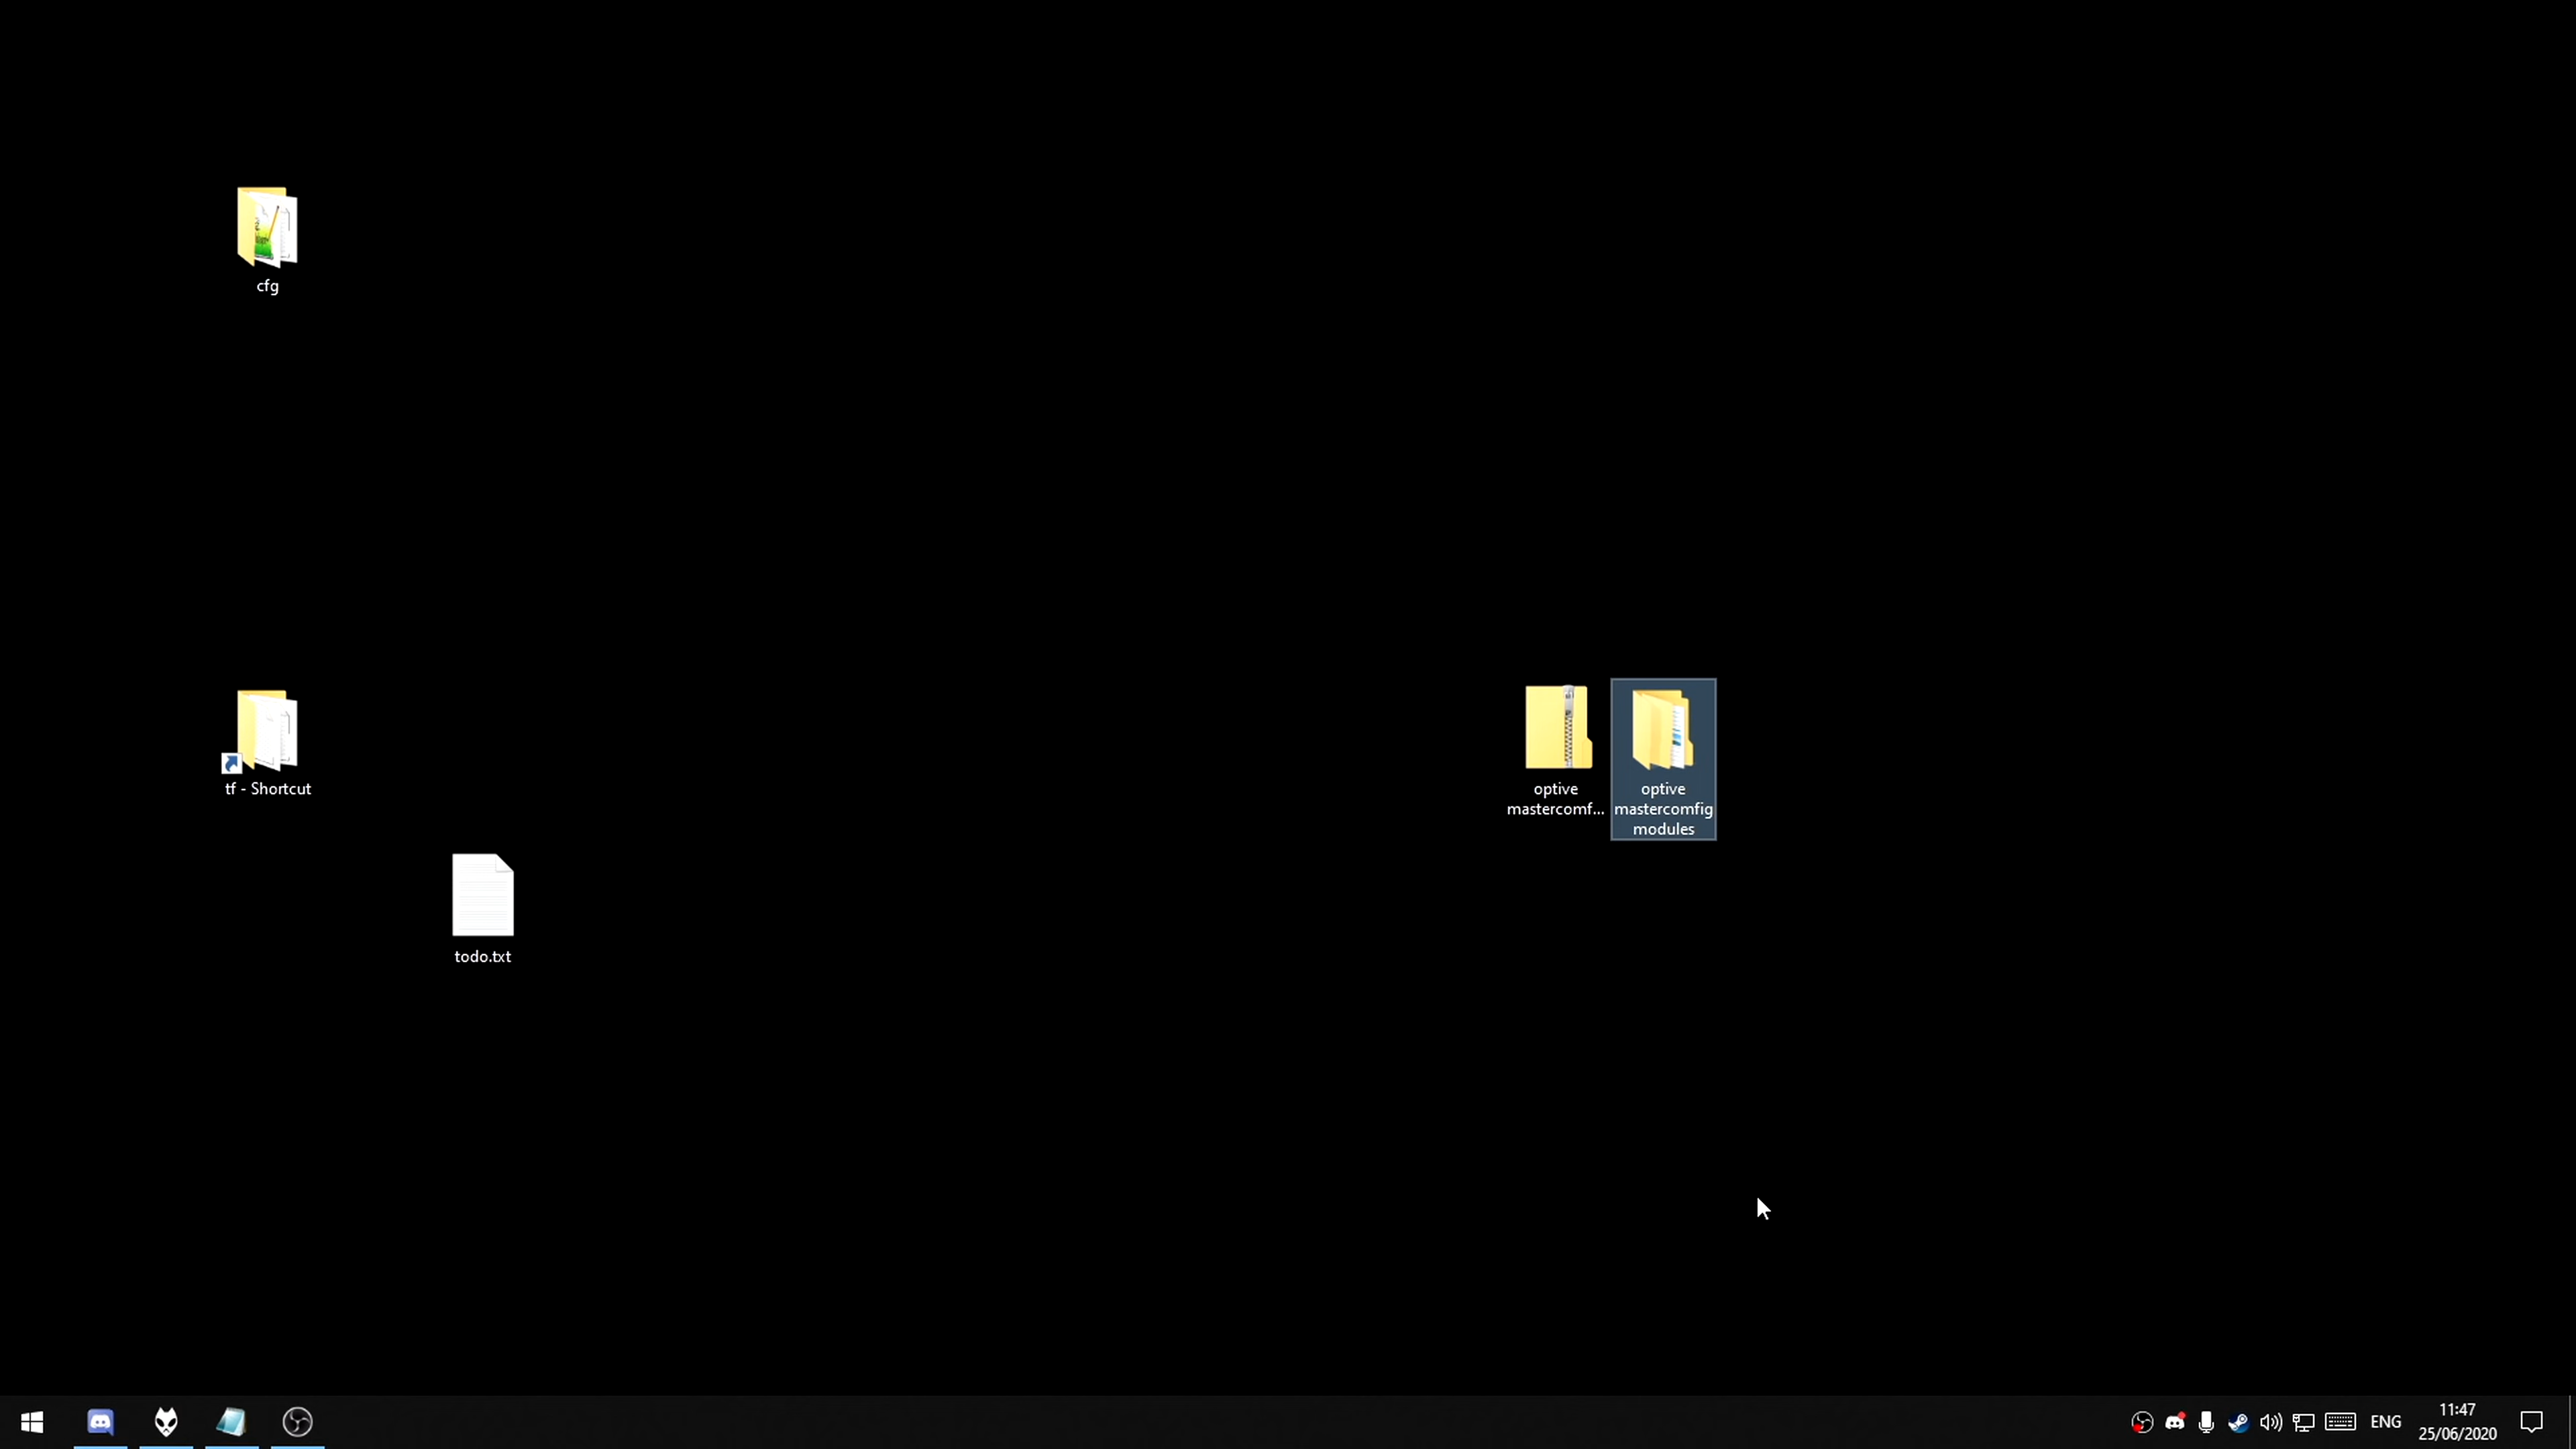 cfg
tf - Shortcut
optive
mastercomf...
optive
mastercomfig
modules
todo.txt
ENG
11:47
25/06/2020